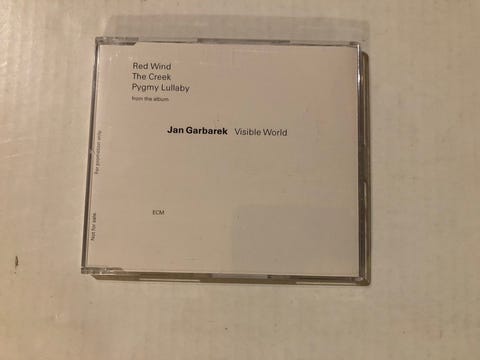 Red Wind
The Creek
Pygmy Lullaby
from the album
Jan Garbarek Visible World
ECM
Not for sale. For promotion only.